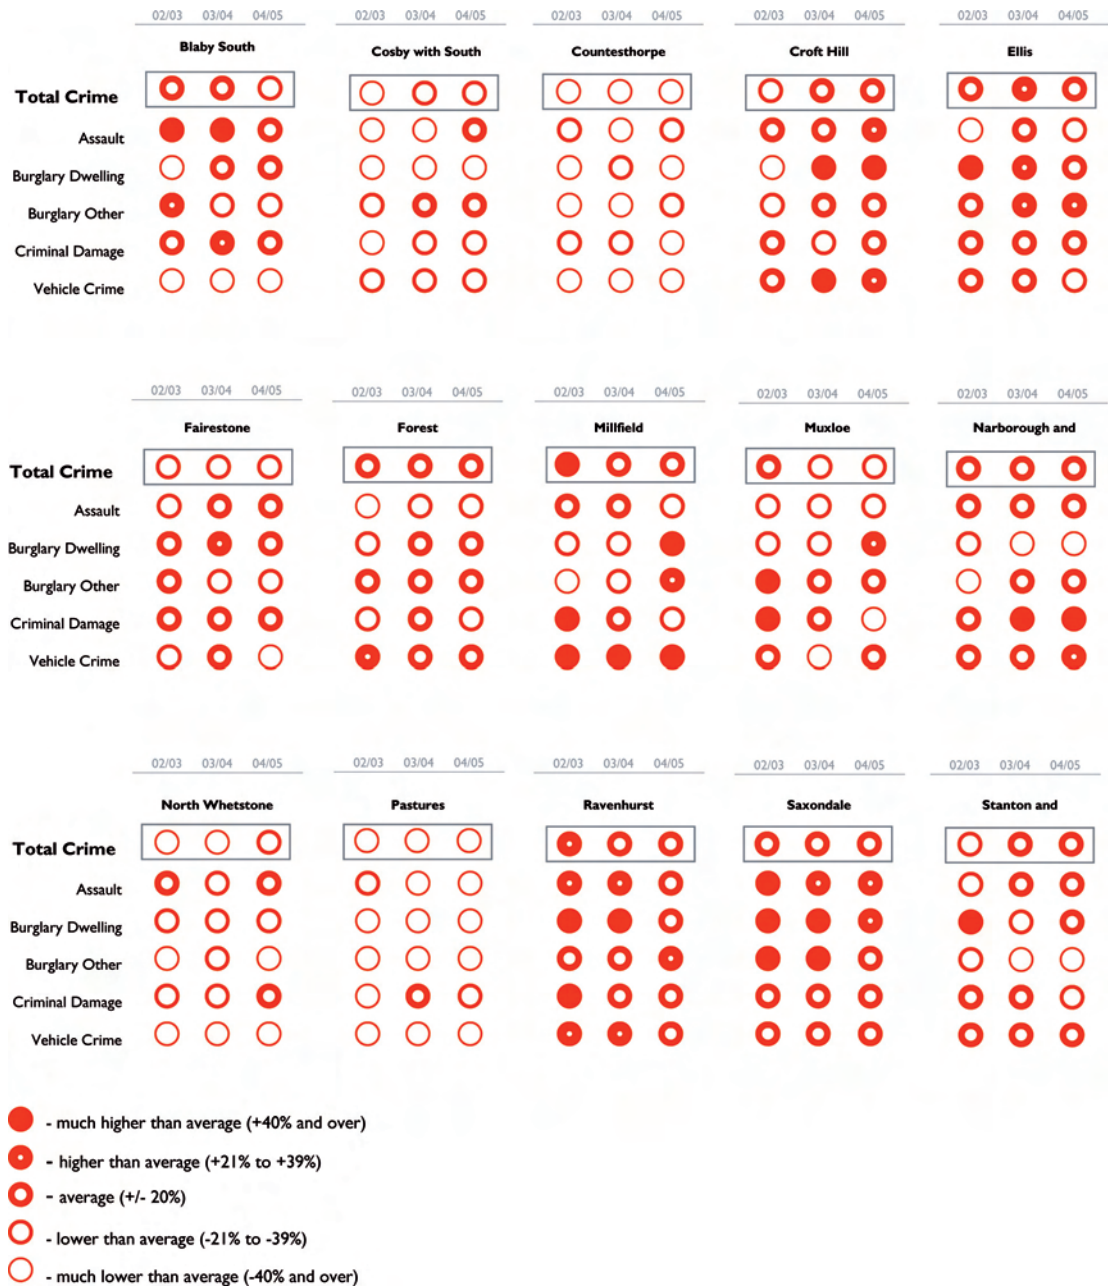 02/03 03/04 04/05 02/03 03/04 04/05 02/03 03/04 04/05 02/03 03/04 04/05 02/03 03/04 04/05
Blaby South Cosby with South Countesthorpe Croft Hill Ellis
Total Crime
Assault
Burglary Dwelling
Burglary Other
Criminal Damage
Vehicle Crime
02/03 03/04 04/05 02/03 03/04 04/05 02/03 03/04 04/05 02/03 03/04 04/05 02/03 03/04 04/05
Fairestone Forest Millfield Muxloe Narborough and
Total Crime
Assault
Burglary Dwelling
Burglary Other
Criminal Damage
Vehicle Crime
02/03 03/04 04/05 02/03 03/04 04/05 02/03 03/04 04/05 02/03 03/04 04/05 02/03 03/04 04/05
North Whetstone Pastures Ravenhurst Saxondale Stanton and
Total Crime
Assault
Burglary Dwelling
Burglary Other
Criminal Damage
Vehicle Crime
- much higher than average (+40% and over)
- higher than average (+21% to +39%)
- average (+/- 20%)
- lower than average (-21% to -39%)
- much lower than average (-40% and over)